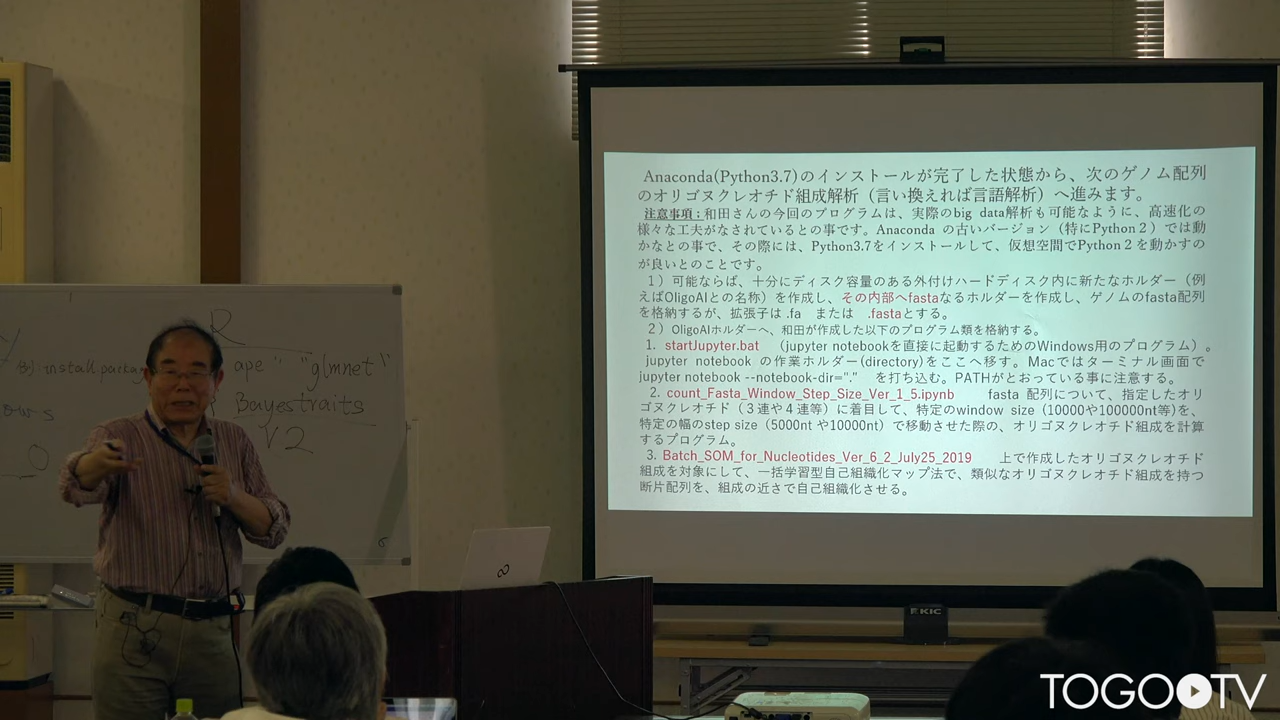 Anaconda(Python3.7)のインストールが完了した状態から、次のゲノム配列
のオリゴヌクレオチド組成解析（言い換えれば言語解析）へ進みます。
注意事項：和田さんの今回のプログラムは、実際のbig data解析も可能なように、高速化の
様々な工夫がなされているとの事です。Anaconda の古いバージョン（特にPython２）では動
かなとの事で、その際には、Python3.7をインストールして、仮想空間でPython２を動かすの
が良いとのことです。
１）可能ならば、十分にディスク容量のある外付けハードディスク内に新たなホルダー（例
えばOligoAIとの名称）を作成し、その内部へfastaなるホルダーを作成し、ゲノムのfasta配列
を格納するが、拡張子は .fa または .fastaとする。
２）OligoAIホルダーへ、和田が作成した以下のプログラム類を格納する。
1. startJupyter.bat （jupyter notebookを直接に起動するためのWindows用のプログラム）。
jupyter notebook の作業ホルダー(directory)をここへ移す。Macではターミナル画面で
jupyter notebook --notebook-dir="." を打ち込む。PATHがとおっている事に注意する。
2. count_Fasta_Window_Step_Size_Ver_1_5.ipynb fasta 配列について、指定したオリ
ゴヌクレオチド（３連や４連等）に着目して、特定のwindow size（10000や100000nt等)を、
特定の幅のstep size（5000nt や10000nt）で移動させた際の、オリゴヌクレオチド組成を計算
するプログラム。
3. Batch_SOM_for_Nucleotides_Ver_6_2_July25_2019 上で作成したオリゴヌクレオチド
組成を対象にして、一括学習型自己組織化マップ法で、類似なオリゴヌクレオチド組成を持つ
断片配列を、組成の近さで自己組織化させる。
R
例): install.packag
ape" "glmnet"
ows
Bayestraits
V2
KIC
TOGO TV